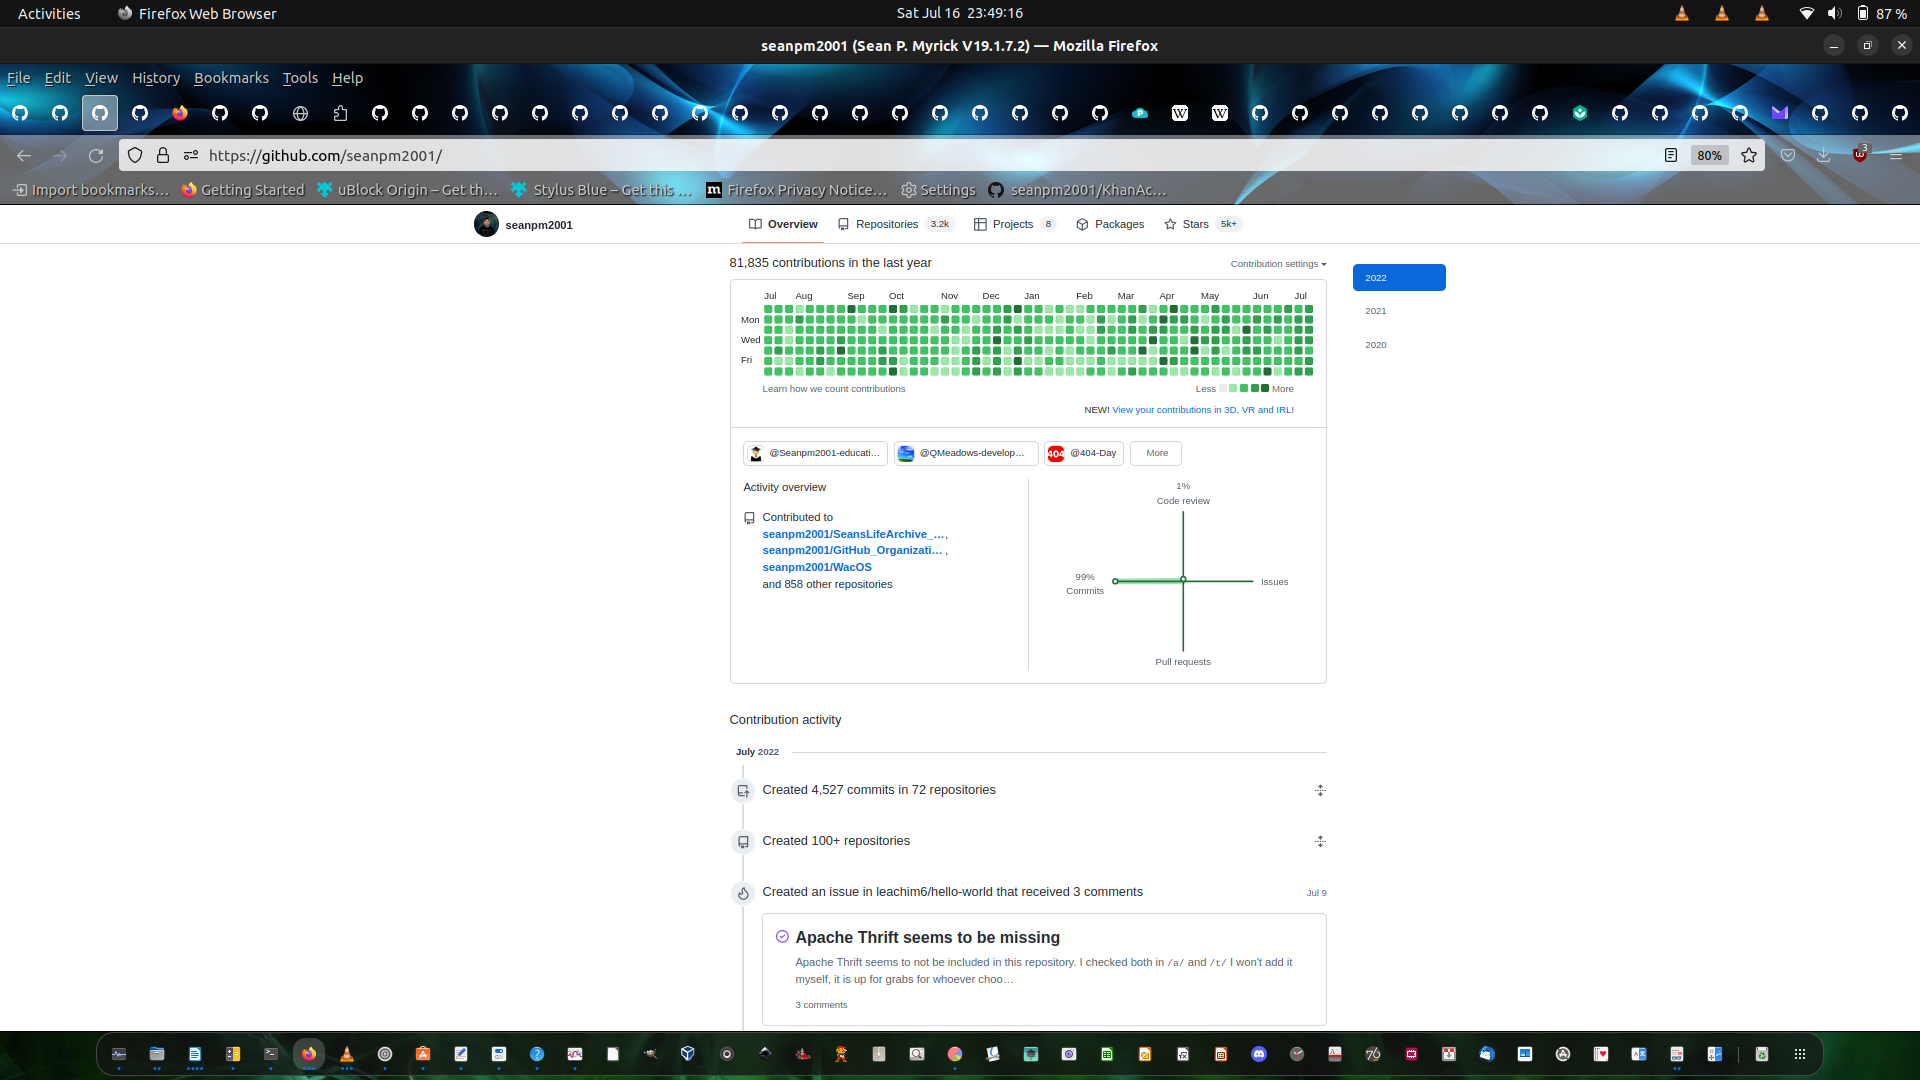 Activities Firefox Web Browser Sat Jul 16 23:49:16 87 %
seanpm2001 (Sean P. Myrick V19.1.7.2) — Mozilla Firefox
File Edit View History Bookmarks Tools Help
https://github.com/seanpm2001/ 80% 3
Import bookmarks… Getting Started uBlock Origin – Get th… Stylus Blue – Get this … Firefox Privacy Notice… Settings seanpm2001/KhanAc…
seanpm2001 Overview Repositories 3.2k Projects 8 Packages Stars 5k+
81,835 contributions in the last year Contribution settings
2022
2021
2020
Jul Aug Sep Oct Nov Dec Jan Feb Mar Apr May Jun Jul
Mon
Wed
Fri
Learn how we count contributions Less More
NEW! View your contributions in 3D, VR and IRL!
@Seanpm2001-educati… @QMeadows-develop… 404 @404-Day More
Activity overview
Contributed to
seanpm2001/SeansLifeArchive_…,
seanpm2001/GitHub_Organizati… ,
seanpm2001/WacOS
and 858 other repositories
1%
Code review
99%
Commits
Issues
Pull requests
Contribution activity
July 2022
Created 4,527 commits in 72 repositories
Created 100+ repositories
Created an issue in leachim6/hello-world that received 3 comments Jul 9
Apache Thrift seems to be missing
Apache Thrift seems to not be included in this repository. I checked both in /a/ and /t/ I won't add it
myself, it is up for grabs for whoever choo…
3 comments